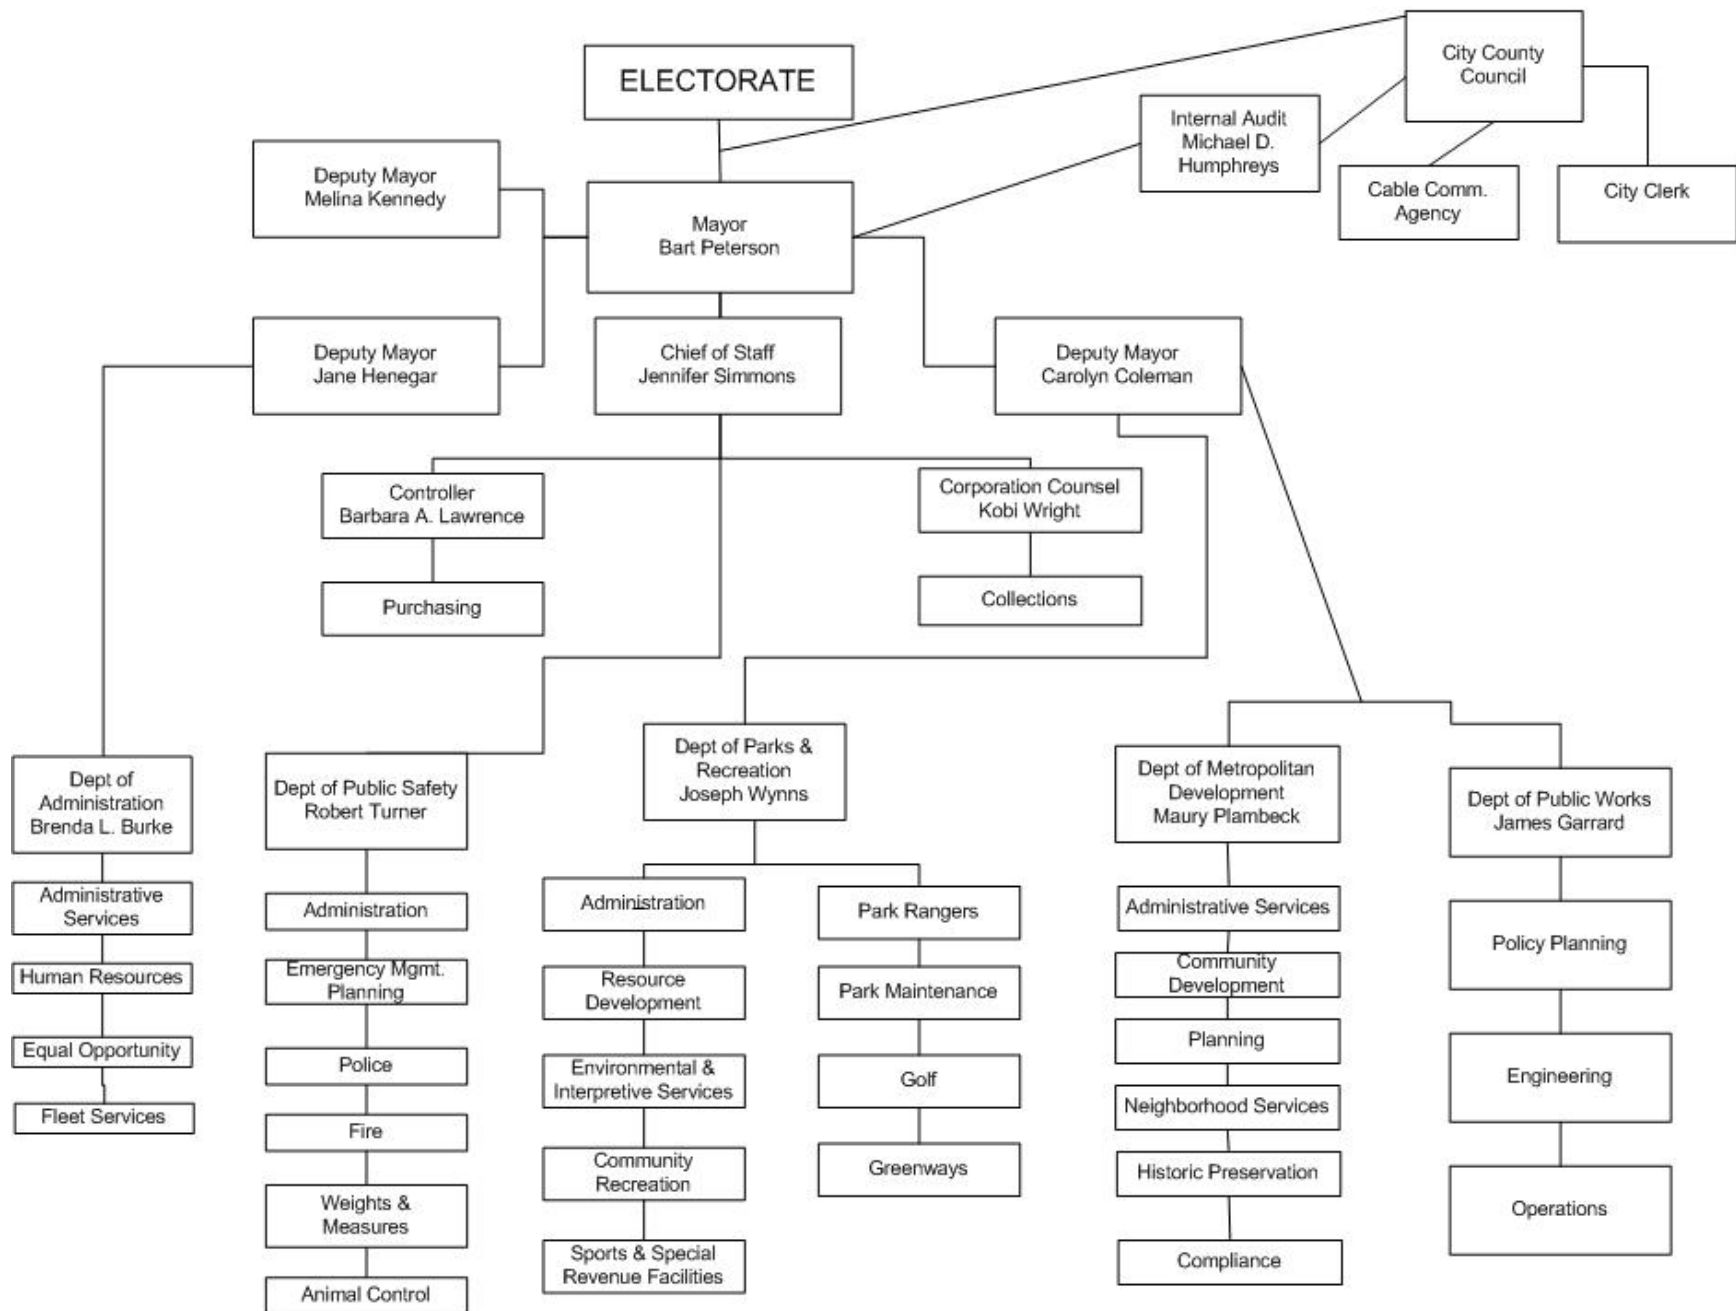 ELECTORATE
City County
Council
Internal Audit
Michael D.
Humphreys
Cable Comm.
Agency
City Clerk
Deputy Mayor
Melina Kennedy
Mayor
Bart Peterson
Deputy Mayor
Jane Henegar
Chief of Staff
Jennifer Simmons
Deputy Mayor
Carolyn Coleman
Controller
Barbara A. Lawrence
Corporation Counsel
Kobi Wright
Purchasing
Collections
Dept of
Administration
Brenda L. Burke
Administrative
Services
Human Resources
Equal Opportunity
Fleet Services
Dept of Public Safety
Robert Turner
Administration
Emergency Mgmt.
Planning
Police
Fire
Weights &
Measures
Animal Control
Dept of Parks &
Recreation
Joseph Wynns
Administration
Resource
Development
Environmental &
Interpretive Services
Community
Recreation
Sports & Special
Revenue Facilities
Park Rangers
Park Maintenance
Golf
Greenways
Dept of Metropolitan
Development
Maury Plambeck
Administrative Services
Community
Development
Planning
Neighborhood Services
Historic Preservation
Compliance
Dept of Public Works
James Garrard
Policy Planning
Engineering
Operations